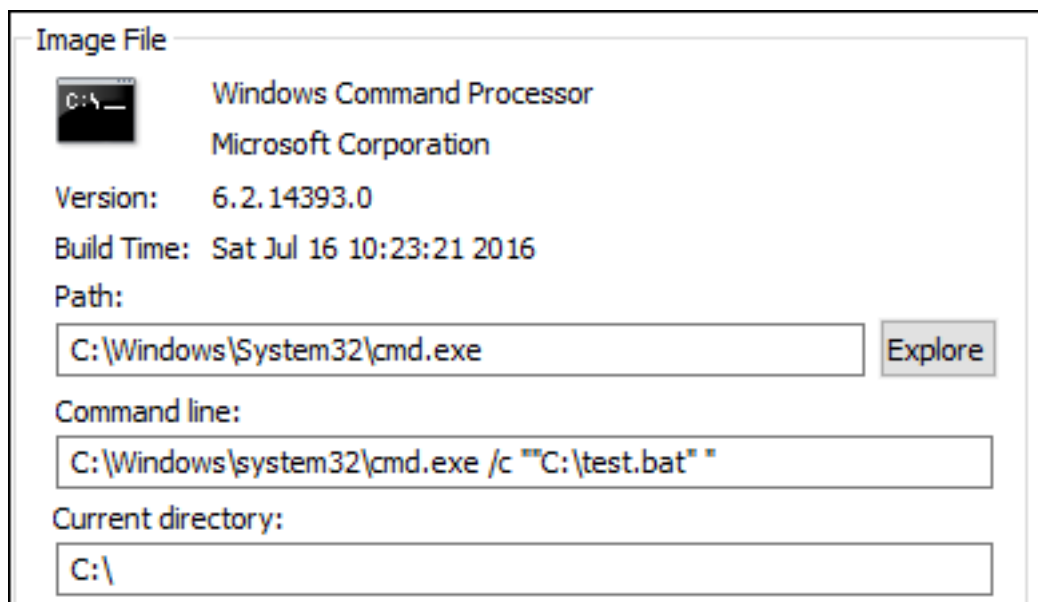 Image File
C:\
Windows Command Processor
Microsoft Corporation
Version: 6.2.14393.0
Build Time: Sat Jul 16 10:23:21 2016
Path:
C:\Windows\System32\cmd.exe Explore
Command line:
C:\Windows\system32\cmd.exe /c ""C:\test.bat" "
Current directory:
C:\